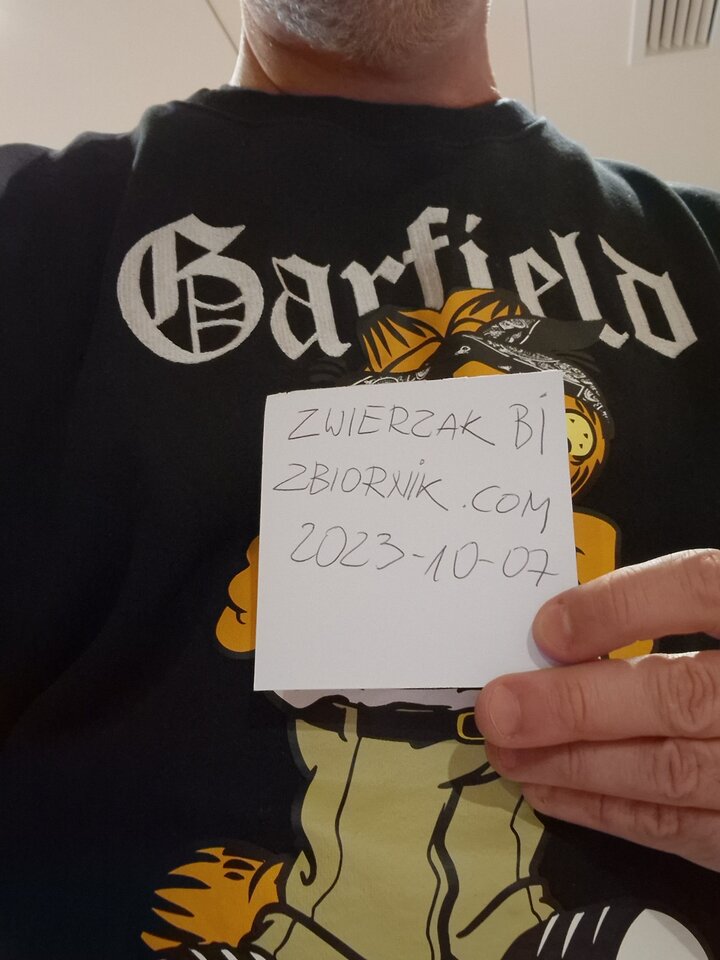 Garfield
ZWIERZAK Bi
ZBIORNiK.COM
2023-10-07